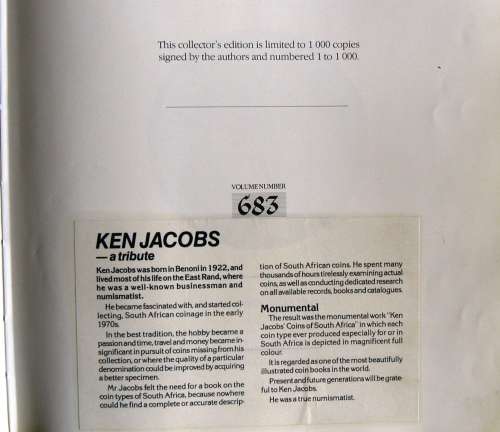 This collector's edition is limited to 1 000 copies
signed by the authors and numbered 1 to 1 000.
VOLUME NUMBER
683
KEN JACOBS
— a tribute
Ken Jacobs was born in Benoni in 1922, and
lived most of his life on the East Rand, where
he was a well-known businessman and
numismatist.
He became fascinated with, and started col-
lecting, South African coinage in the early
1970s.
In the best tradition, the hobby became a
passion and time, travel and money became in-
significant in pursuit of coins missing from his
collection, or where the quality of a particular
denomination could be improved by acquiring
a better specimen.
Mr Jacobs felt the need for a book on the
coin types of South Africa, because nowhere
could he find a complete or accurate descrip-
tion of South African coins. He spent many
thousands of hours tirelessly examining actual
coins, as well as conducting dedicated research
on all available records, books and catalogues.
Monumental
The result was the monumental work "Ken
Jacobs' Coins of South Africa" in which each
coin type ever produced especially for or in
South Africa is depicted in magnificent full
colour.
It is regarded as one of the most beautifully
illustrated coin books in the world.
Present and future generations will be grate-
ful to Ken Jacobs.
He was a true numismatist.